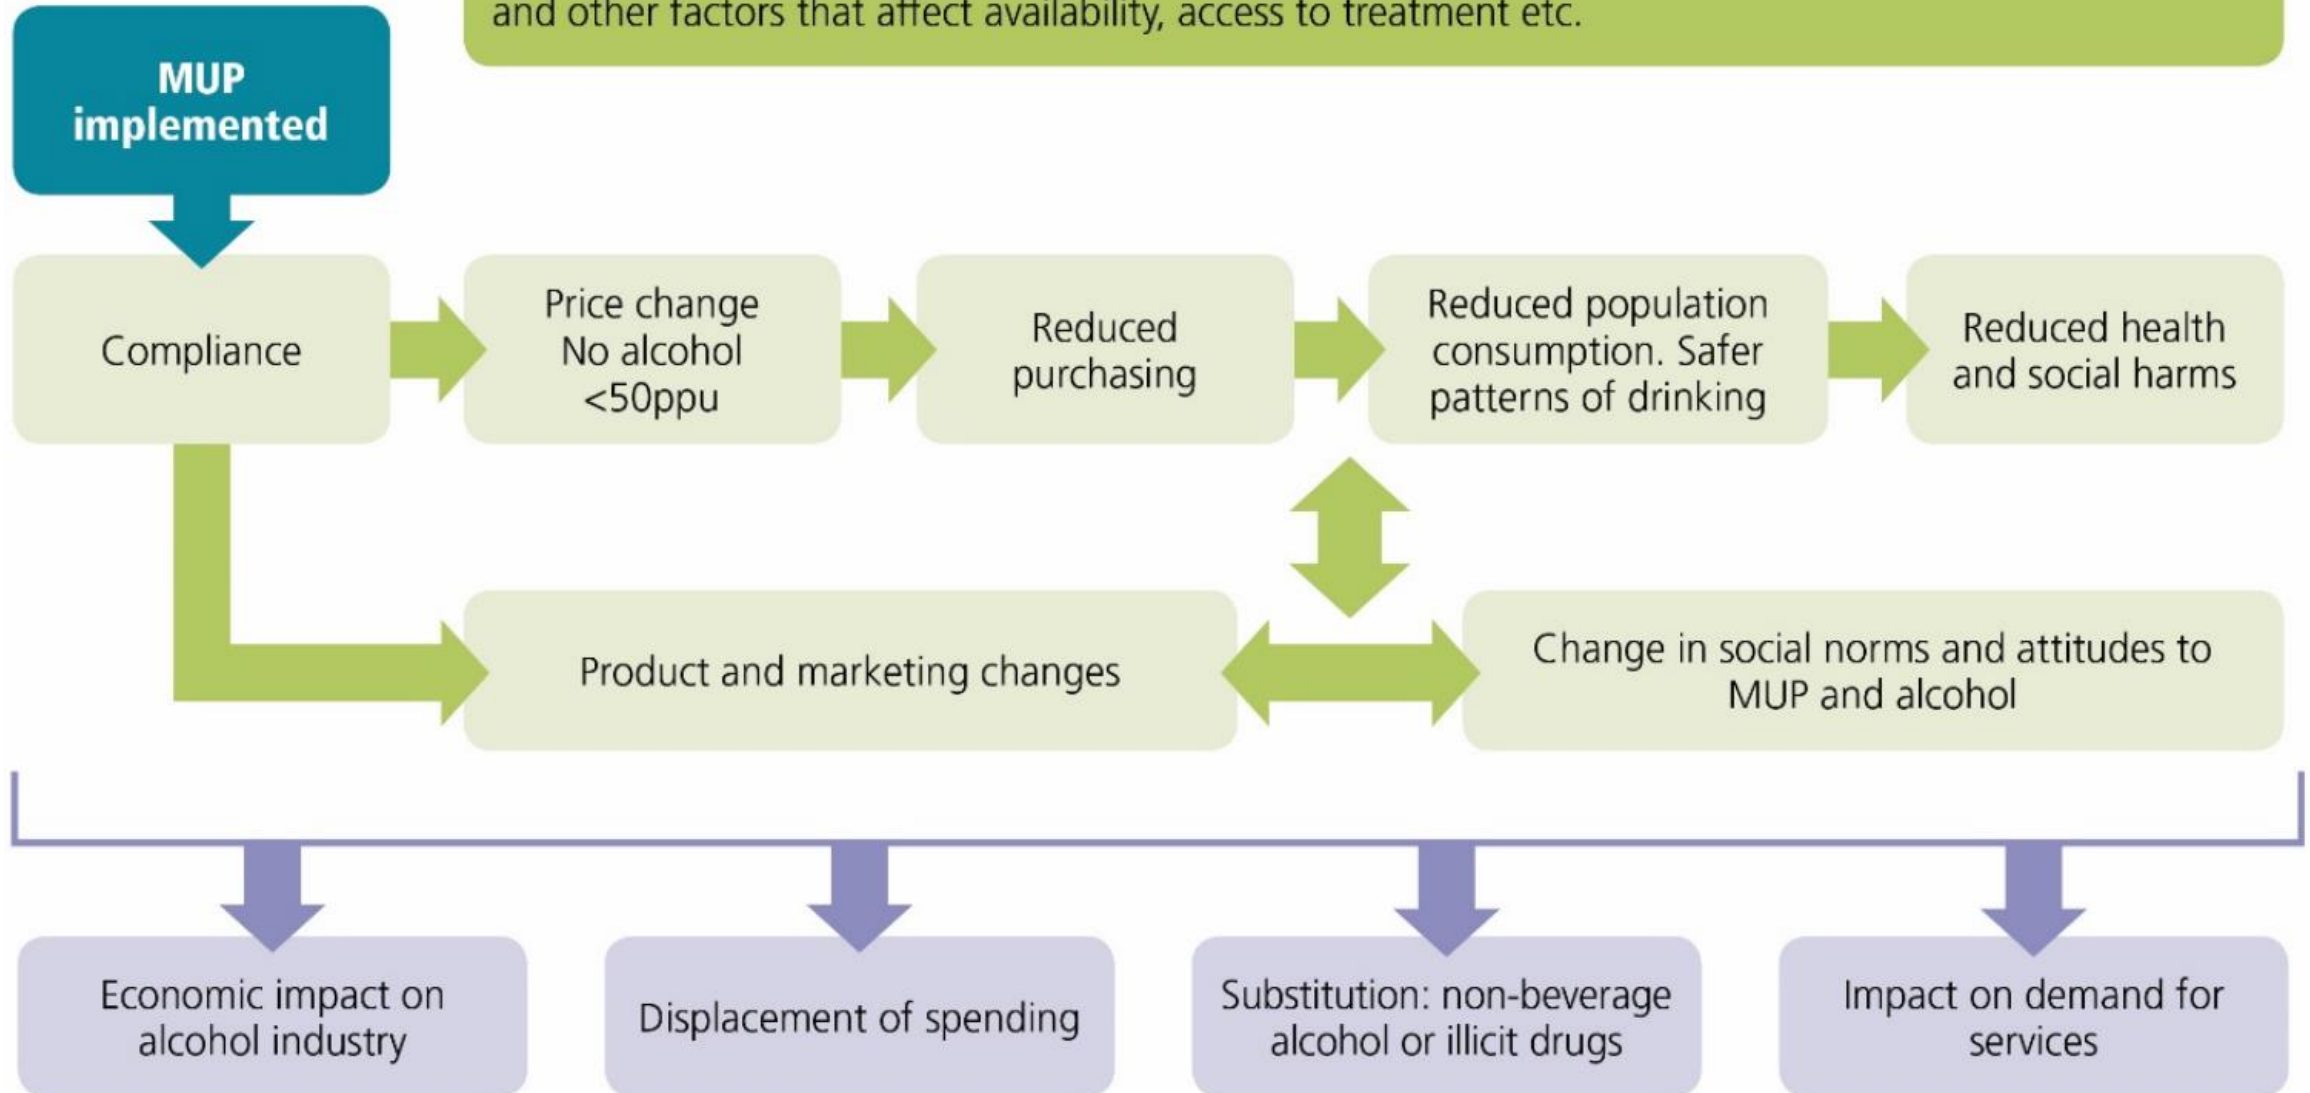 and other factors that affect availability, access to treatment etc.
MUP
implemented
Compliance
Price change
No alcohol
<50ppu
Reduced
purchasing
Reduced population
consumption. Safer
patterns of drinking
Reduced health
and social harms
Product and marketing changes
Change in social norms and attitudes to
MUP and alcohol
Economic impact on
alcohol industry
Displacement of spending
Substitution: non-beverage
alcohol or illicit drugs
Impact on demand for
services